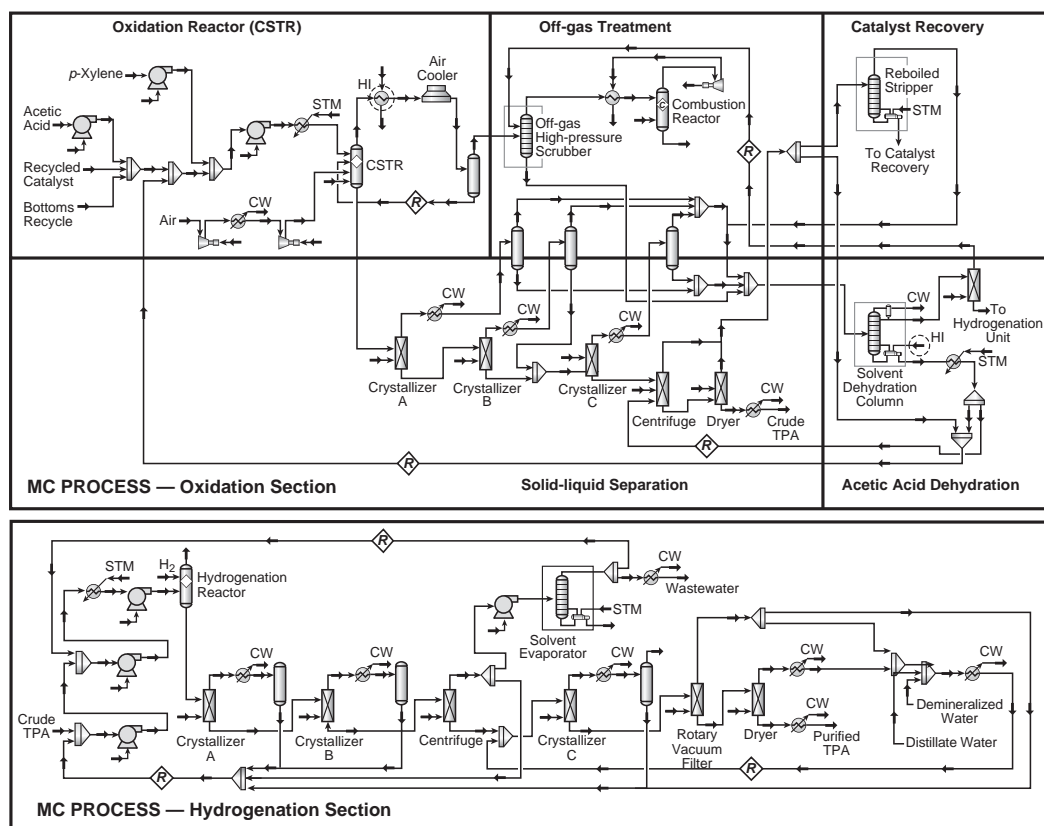 Oxidation Reactor (CSTR)
Off-gas Treatment
Catalyst Recovery
p-Xylene
HI
Air
Cooler
STM
Acetic
Acid
CSTR
Recycled
Catalyst
Bottoms
Recycle
R
Air
CW
C
Combustion
Reactor
Off-gas
High-pressure
Scrubber
R
Reboiled
Stripper
STM
To Catalyst
Recovery
CW
Crystallizer
A
CW
Crystallizer
B
CW
Crystallizer
C
Centrifuge
Dryer
CW
Crude
TPA
CW
HI
Solvent
Dehydration
Column
To
Hydrogenation
Unit
STM
R
R
MC PROCESS — Oxidation Section
Solid-liquid Separation
Acetic Acid Dehydration
R
STM
H2
Hydrogenation
Reactor
CW
Wastewater
STM
Solvent
Evaporator
Crude
TPA
CW
Crystallizer
A
CW
Crystallizer
B
Centrifuge
CW
Crystallizer
C
Rotary
Vacuum
Filter
Dryer
CW
CW
Purified
TPA
CW
Demineralized
Water
Distillate Water
R
R
MC PROCESS — Hydrogenation Section